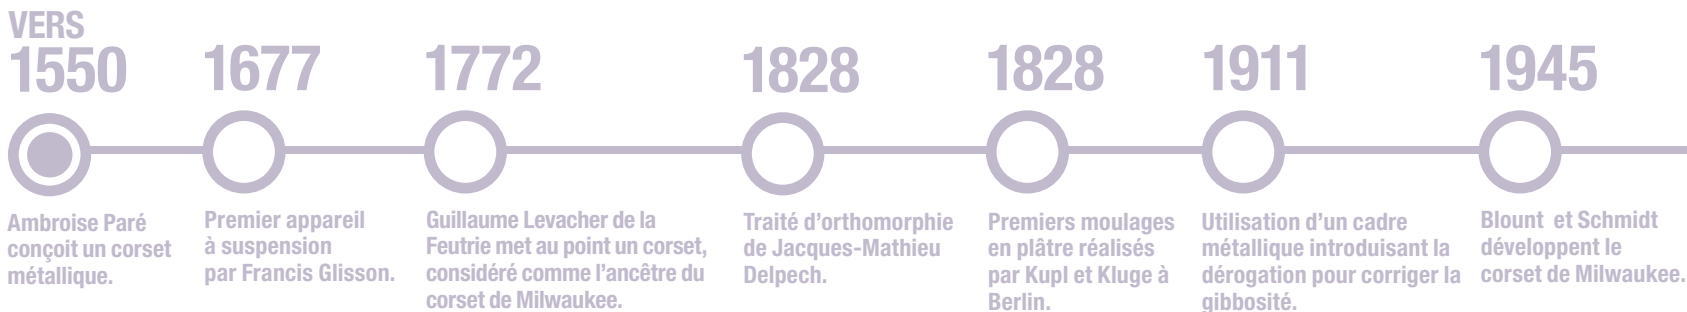 VERS
1550
Ambroise Paré
conçoit un corset
métallique.
1677
Premier appareil
à suspension
par Francis Glisson.
1772
Guillaume Levacher de la
Feutrie met au point un corset,
considéré comme l’ancêtre du
corset de Milwaukee.
1828
Traité d’orthomorphie
de Jacques-Mathieu
Delpech.
1828
Premiers moulages
en plâtre réalisés
par Kupl et Kluge à
Berlin.
1911
Utilisation d’un cadre
métallique introduisant la
dérogation pour corriger la
gibbosité.
1945
Blount et Schmidt
développent le
corset de Milwaukee.